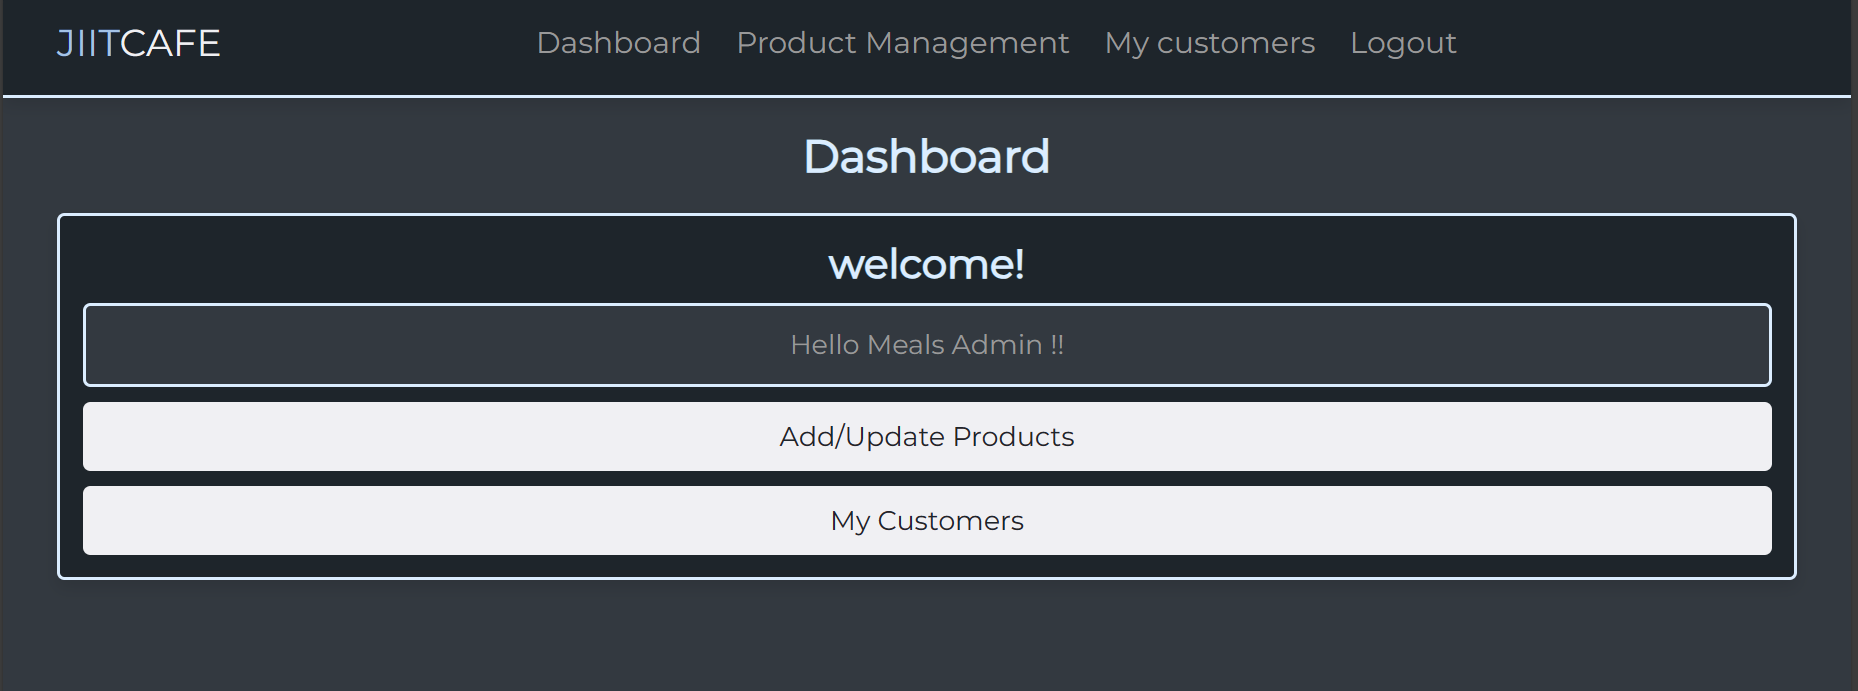 JIITCAFE Dashboard Product Management My customers Logout
Dashboard
welcome!
Hello Meals Admin !!
Add/Update Products
My Customers